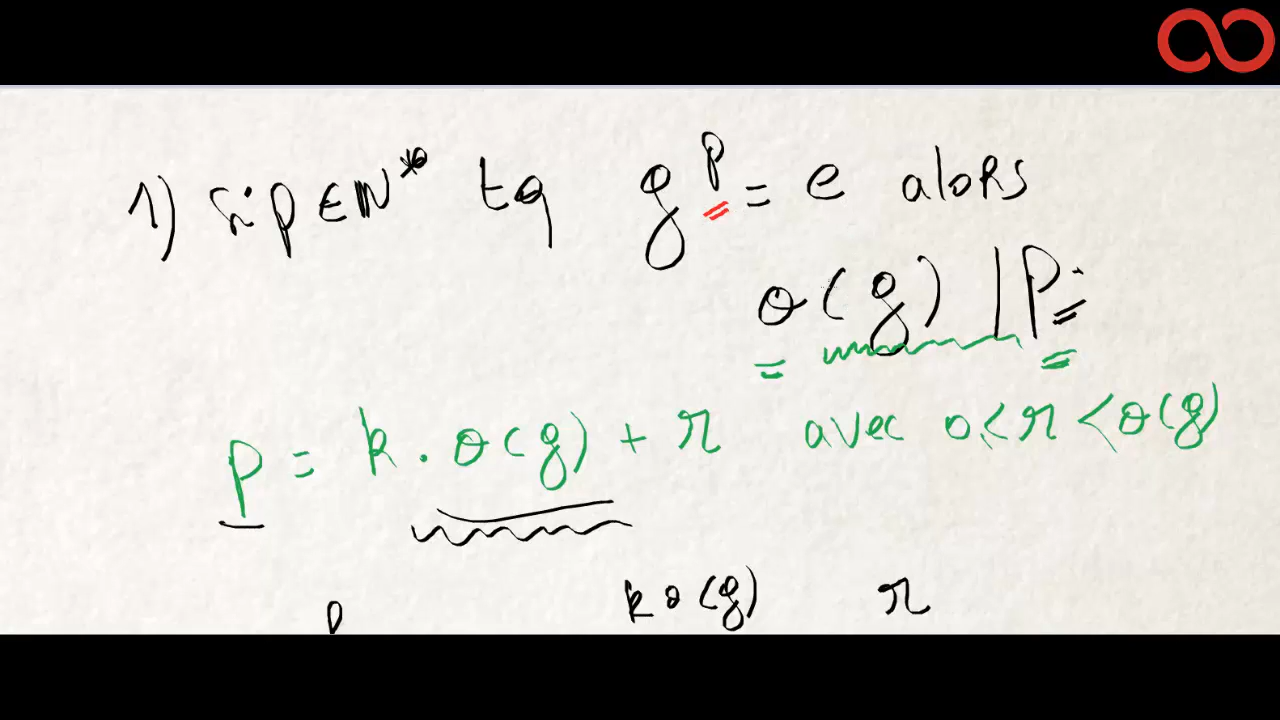 1) Si p ∈ ℕ* tq g^p = e alors
o(g) | p.
p = k . o(g) + r avec 0 ≤ r < o(g)
p k o(g) r